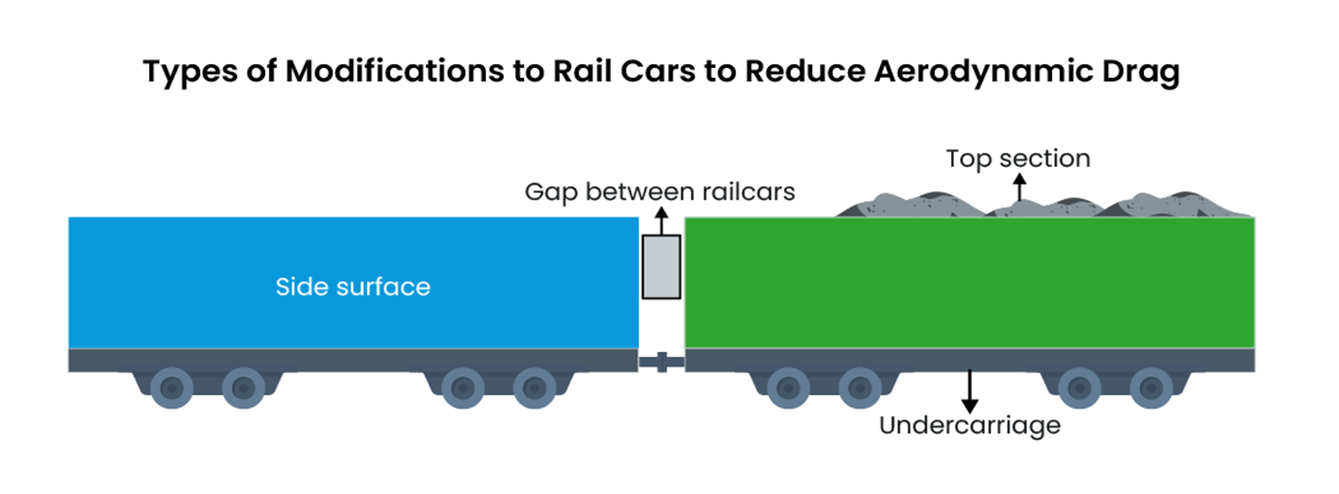 Types of Modifications to Rail Cars to Reduce Aerodynamic Drag
Top section
Gap between railcars
Side surface
Undercarriage